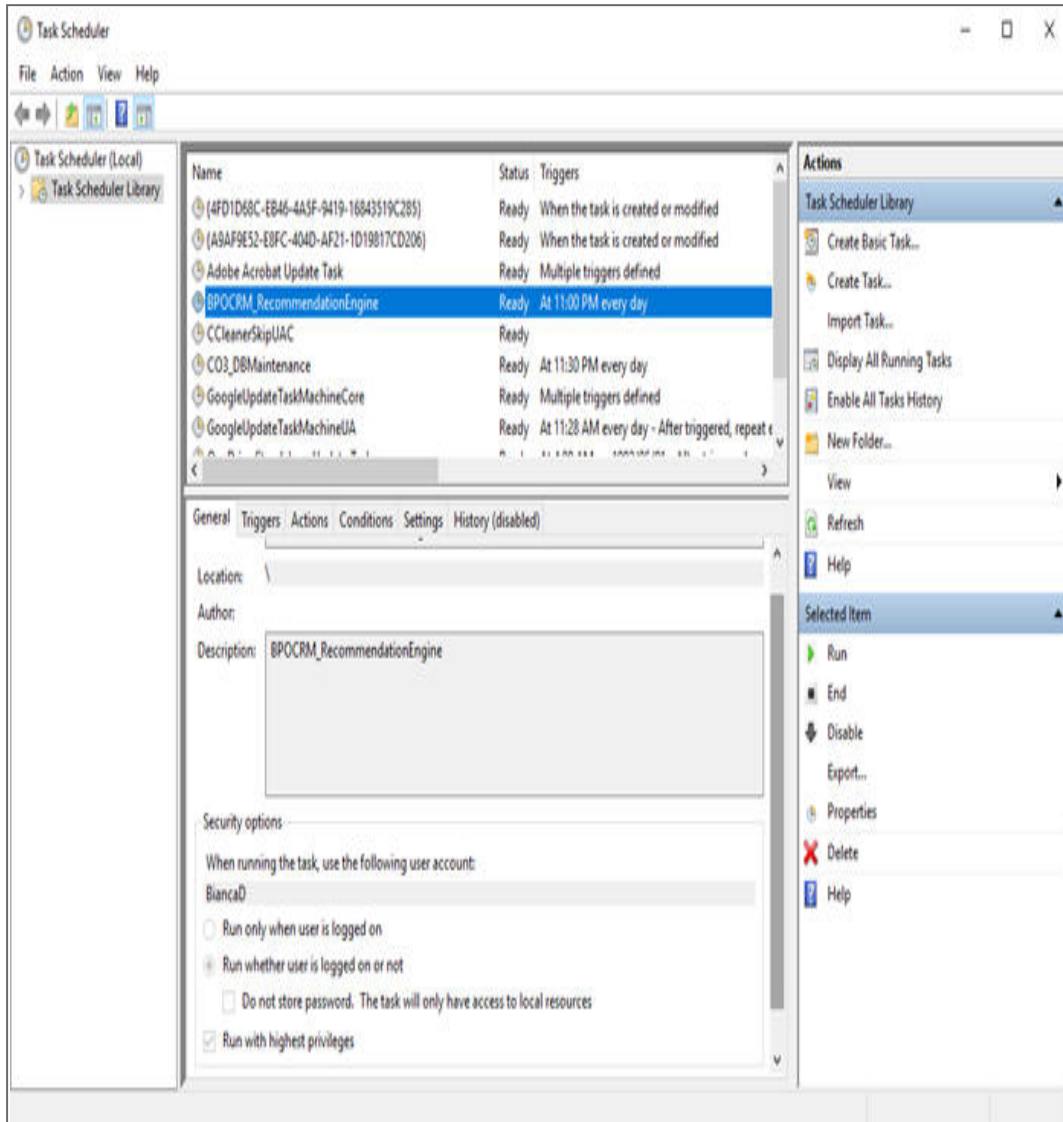 Task Scheduler
File Action View Help
Task Scheduler (Local)
Task Scheduler Library
Name Status Triggers
{4FD1D68C-EB46-4A5F-9419-16843519C285} Ready When the task is created or modified
{A9AF9E52-E8FC-404D-AF21-1D19817CD206} Ready When the task is created or modified
Adobe Acrobat Update Task Ready Multiple triggers defined
BPOCRM_RecommendationEngine Ready At 11:00 PM every day
CCleanerSkipUAC Ready
CO3_DBMaintenance Ready At 11:30 PM every day
GoogleUpdateTaskMachineCore Ready Multiple triggers defined
GoogleUpdateTaskMachineUA Ready At 11:28 AM every day - After triggered, repeat e
General Triggers Actions Conditions Settings History (disabled)
Location: \
Author:
Description: BPOCRM_RecommendationEngine
Security options
When running the task, use the following user account:
BiancaD
Run only when user is logged on
Run whether user is logged on or not
Do not store password. The task will only have access to local resources
Run with highest privileges
Actions
Task Scheduler Library
Create Basic Task...
Create Task...
Import Task...
Display All Running Tasks
Enable All Tasks History
New Folder...
View
Refresh
Help
Selected Item
Run
End
Disable
Export...
Properties
Delete
Help